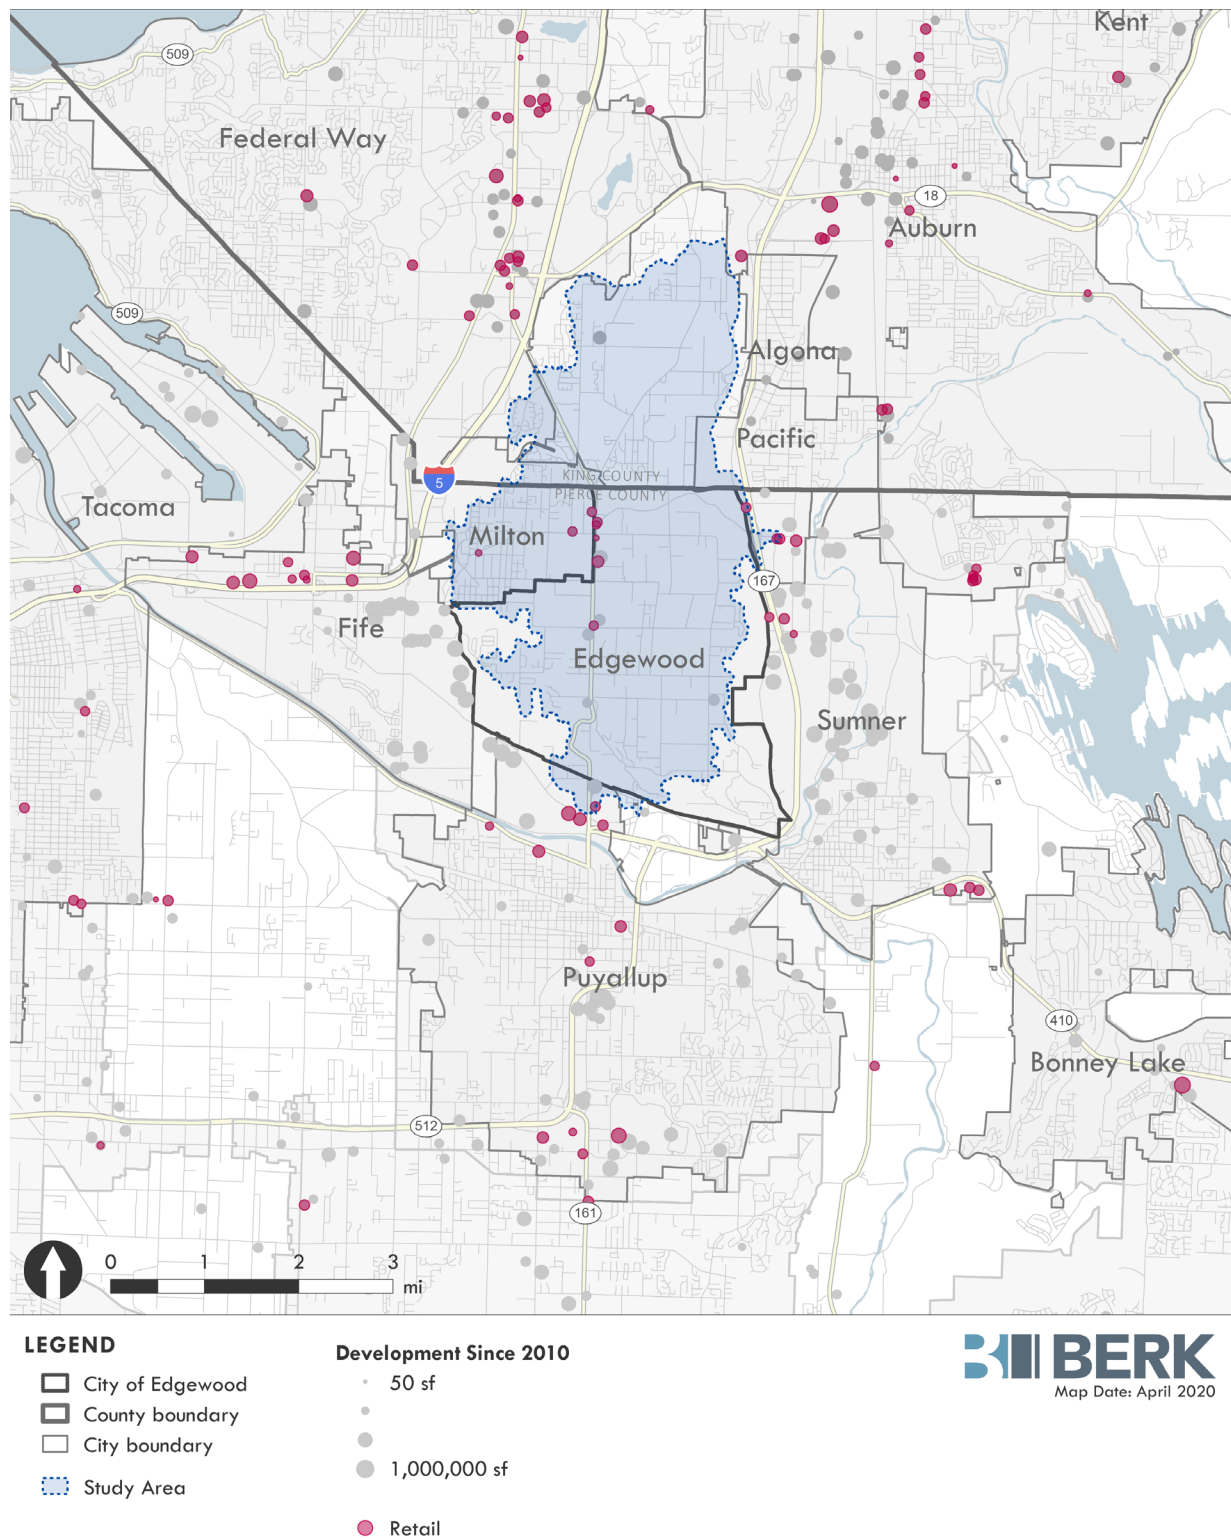 Kent
509
Federal Way
18
Auburn
509
Algona
Pacific
KING COUNTY
5
PIERCE COUNTY
Tacoma
Milton
167
Fife
Edgewood
Sumner
Puyallup
410
Bonney Lake
512
161
0 1 2 3
mi
LEGEND
City of Edgewood
County boundary
City boundary
Study Area
Development Since 2010
50 sf
1,000,000 sf
Retail
BERK
Map Date: April 2020